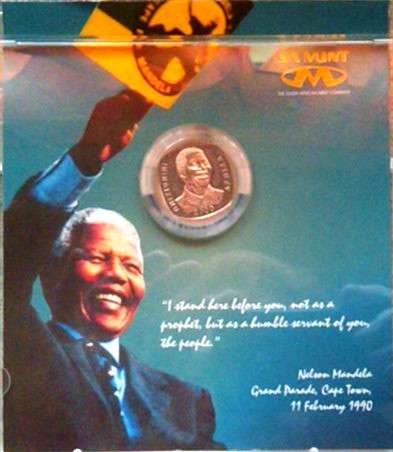 MANDELA
SA MINT
THE SOUTH AFRICAN MINT COMPANY
"I stand here before you, not as a
prophet, but as a humble servant of you,
the people."
Nelson Mandela
Grand Parade, Cape Town,
11 February 1990